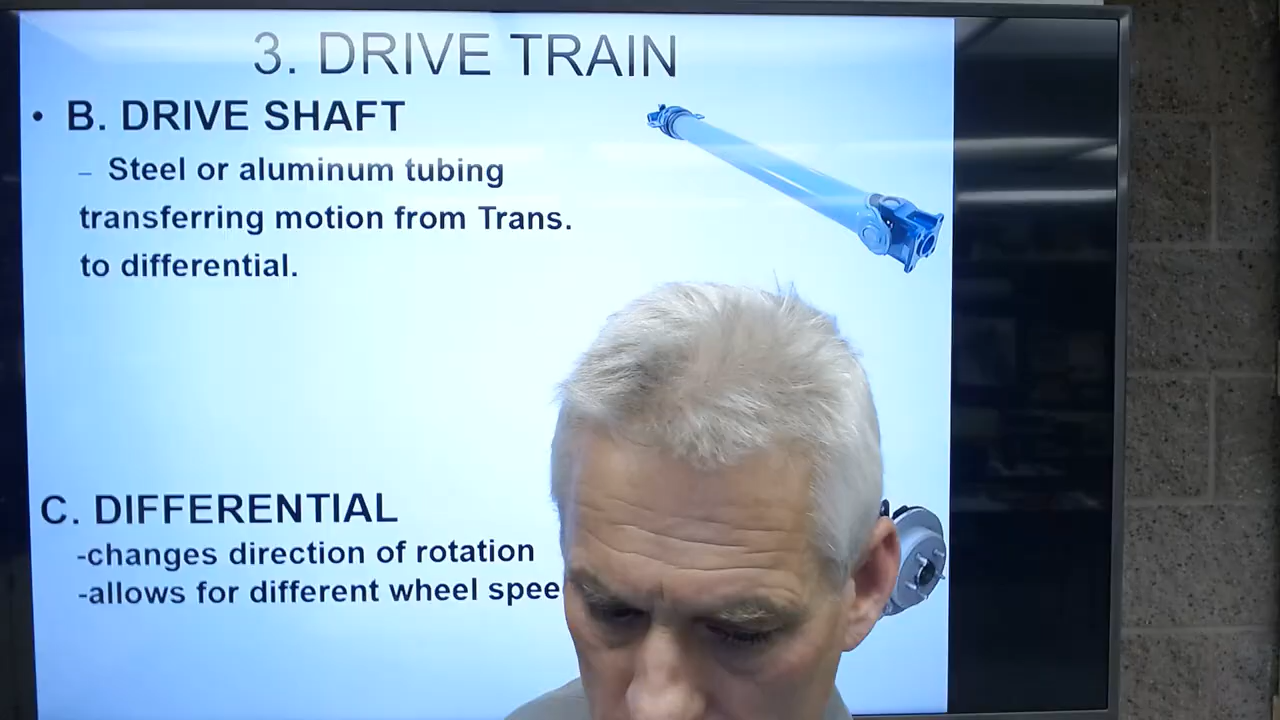 3. DRIVE TRAIN
• B. DRIVE SHAFT
– Steel or aluminum tubing
transferring motion from Trans.
to differential.
C. DIFFERENTIAL
-changes direction of rotation
-allows for different wheel